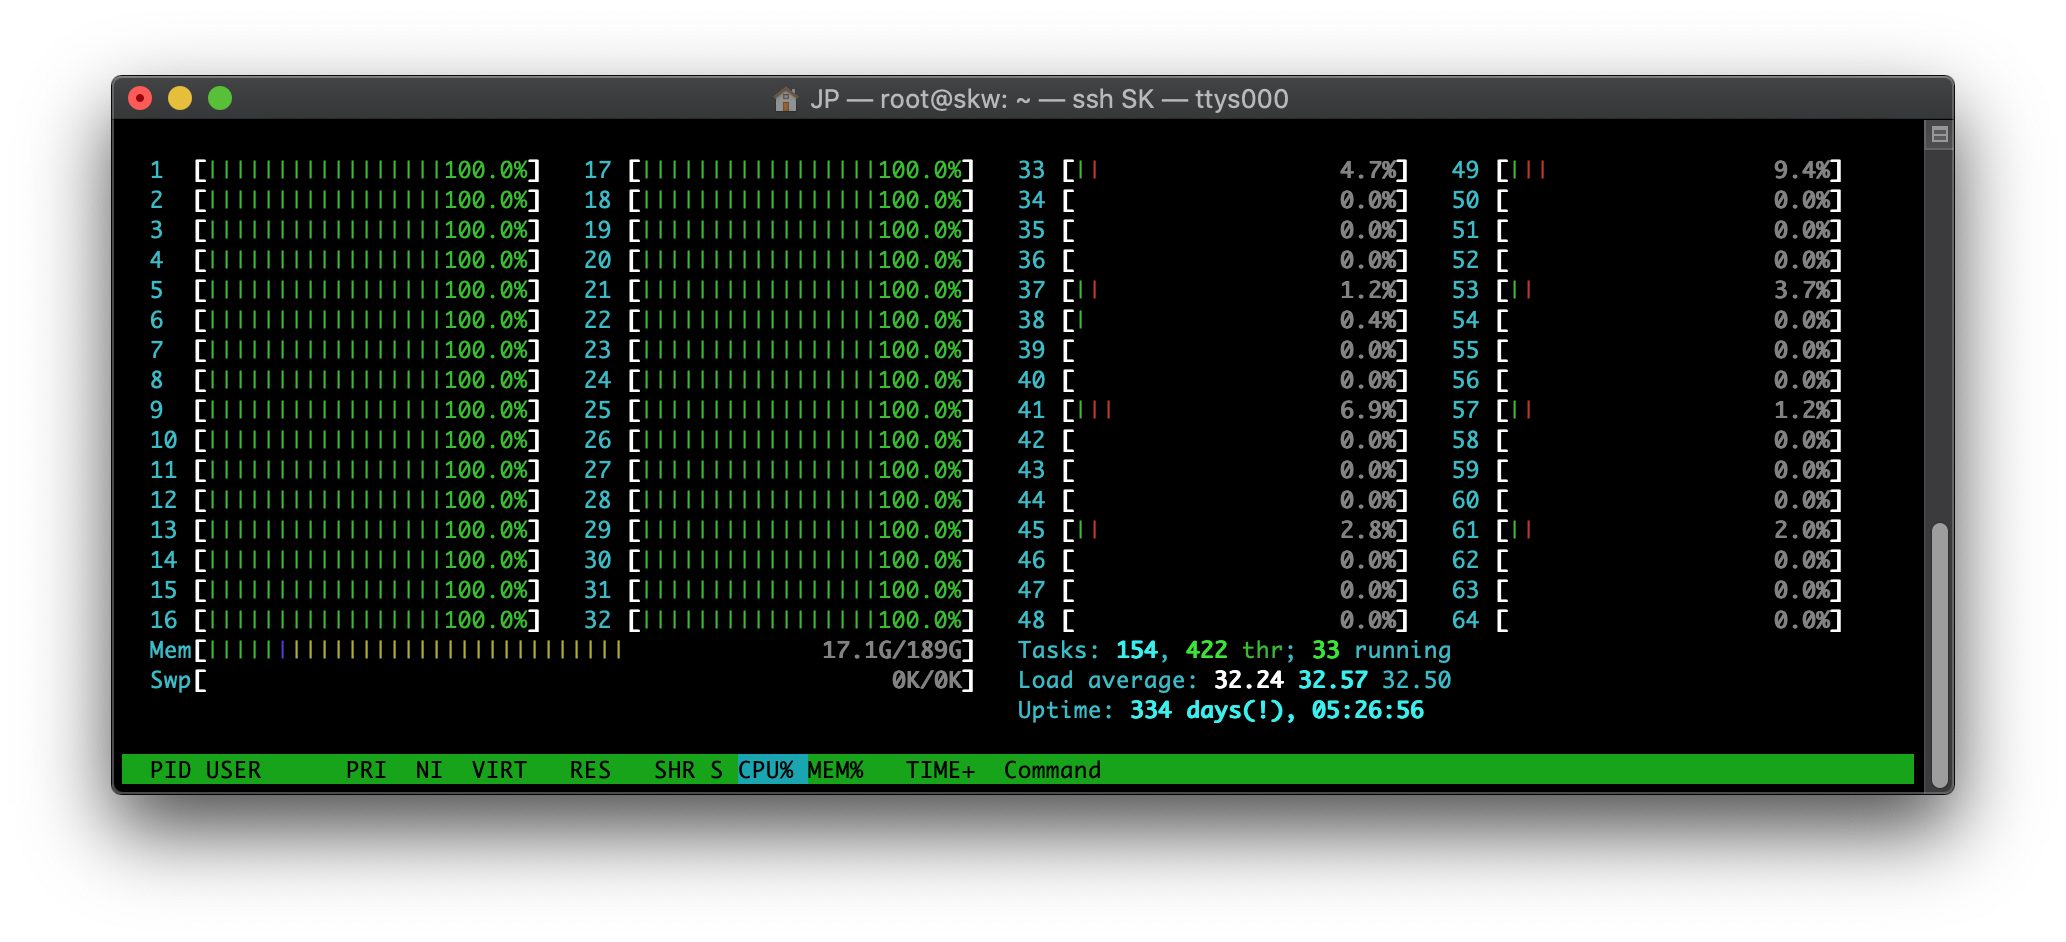 JP — root@skw: ~ — ssh SK — ttys000
1 [||||||||||||||||||100.0%] 17 [||||||||||||||||||100.0%] 33 [|| 4.7%] 49 [||| 9.4%]
2 [||||||||||||||||||100.0%] 18 [||||||||||||||||||100.0%] 34 [ 0.0%] 50 [ 0.0%]
3 [||||||||||||||||||100.0%] 19 [||||||||||||||||||100.0%] 35 [ 0.0%] 51 [ 0.0%]
4 [||||||||||||||||||100.0%] 20 [||||||||||||||||||100.0%] 36 [ 0.0%] 52 [ 0.0%]
5 [||||||||||||||||||100.0%] 21 [||||||||||||||||||100.0%] 37 [|| 1.2%] 53 [|| 3.7%]
6 [||||||||||||||||||100.0%] 22 [||||||||||||||||||100.0%] 38 [| 0.4%] 54 [ 0.0%]
7 [||||||||||||||||||100.0%] 23 [||||||||||||||||||100.0%] 39 [ 0.0%] 55 [ 0.0%]
8 [||||||||||||||||||100.0%] 24 [||||||||||||||||||100.0%] 40 [ 0.0%] 56 [ 0.0%]
9 [||||||||||||||||||100.0%] 25 [||||||||||||||||||100.0%] 41 [||| 6.9%] 57 [|| 1.2%]
10 [||||||||||||||||||100.0%] 26 [||||||||||||||||||100.0%] 42 [ 0.0%] 58 [ 0.0%]
11 [||||||||||||||||||100.0%] 27 [||||||||||||||||||100.0%] 43 [ 0.0%] 59 [ 0.0%]
12 [||||||||||||||||||100.0%] 28 [||||||||||||||||||100.0%] 44 [ 0.0%] 60 [ 0.0%]
13 [||||||||||||||||||100.0%] 29 [||||||||||||||||||100.0%] 45 [|| 2.8%] 61 [|| 2.0%]
14 [||||||||||||||||||100.0%] 30 [||||||||||||||||||100.0%] 46 [ 0.0%] 62 [ 0.0%]
15 [||||||||||||||||||100.0%] 31 [||||||||||||||||||100.0%] 47 [ 0.0%] 63 [ 0.0%]
16 [||||||||||||||||||100.0%] 32 [||||||||||||||||||100.0%] 48 [ 0.0%] 64 [ 0.0%]
Mem[|||||||||||||||||||||||||||||| 17.1G/189G] Tasks: 154, 422 thr; 33 running
Swp[ 0K/0K] Load average: 32.24 32.57 32.50
Uptime: 334 days(!), 05:26:56
PID USER PRI NI VIRT RES SHR S CPU% MEM% TIME+ Command